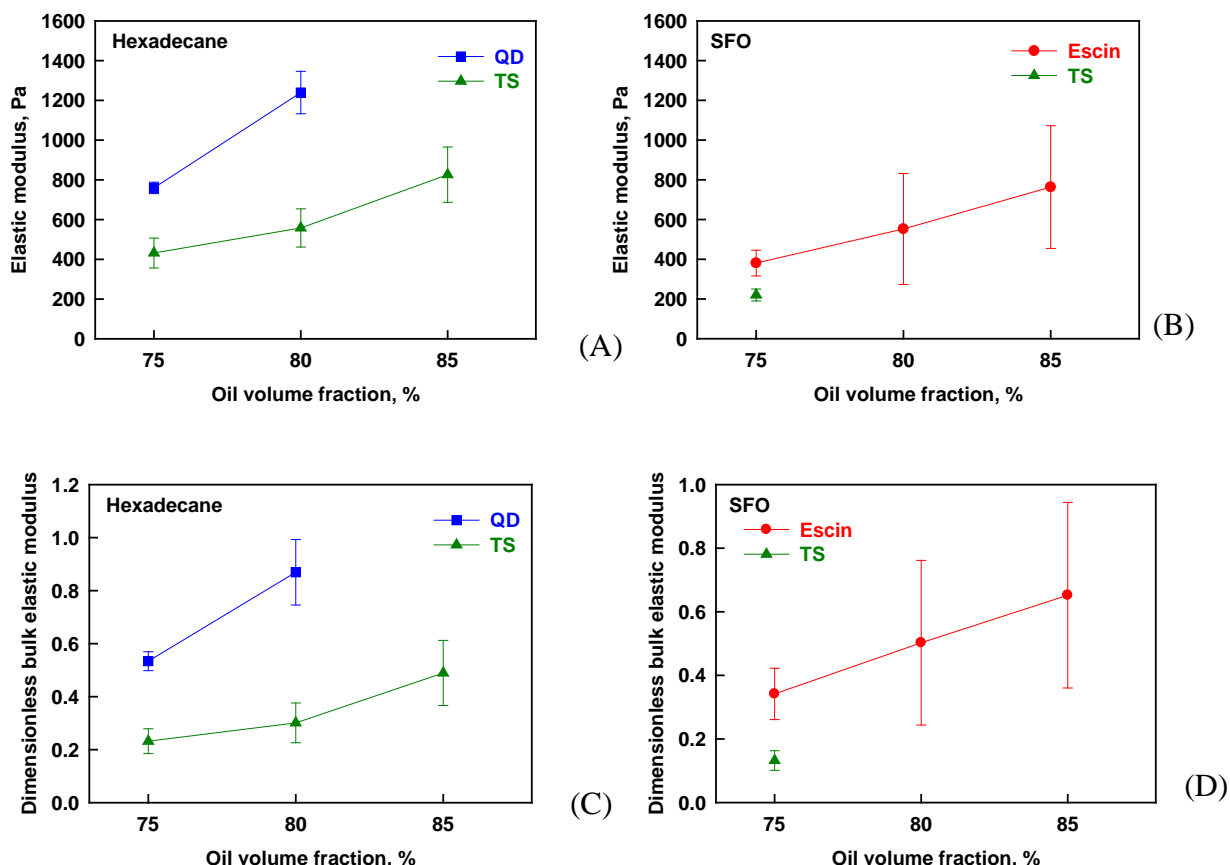 Hexadecane
QD
TS
1600
1400
1200
1000
800
600
400
200
0
Elastic modulus, Pa
75
80
85
Oil volume fraction, %
(A)
SFO
Escin
TS
1600
1400
1200
1000
800
600
400
200
0
Elastic modulus, Pa
75
80
85
Oil volume fraction, %
(B)
Hexadecane
QD
TS
1.2
1.0
0.8
0.6
0.4
0.2
0.0
Dimensionless bulk elastic modulus
75
80
85
Oil volume fraction, %
(C)
SFO
Escin
TS
1.0
0.8
0.6
0.4
0.2
0.0
Dimensionless bulk elastic modulus
75
80
85
Oil volume fraction, %
(D)